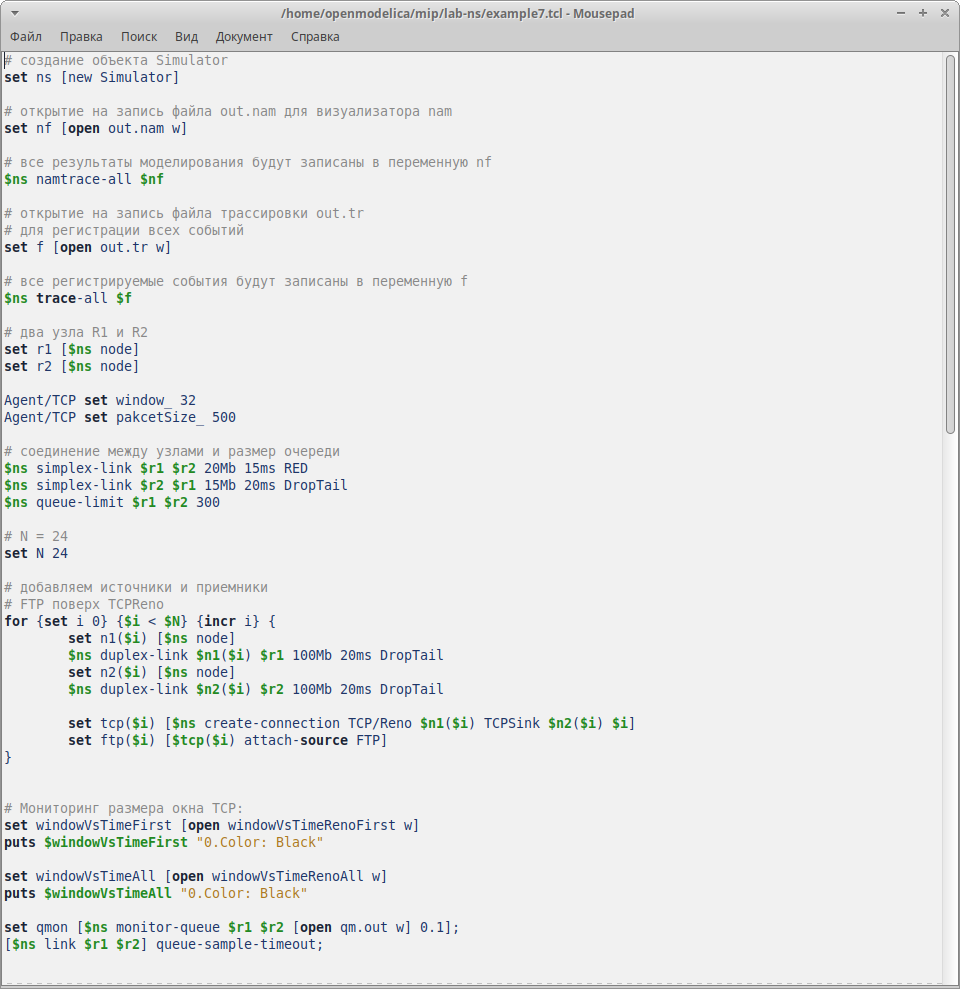 /home/openmodelica/mip/lab-ns/example7.tcl - Mousepad
Файл Правка Поиск Вид Документ Справка
# создание объекта Simulator
set ns [new Simulator]
# открытие на запись файла out.nam для визуализатора nam
set nf [open out.nam w]
# все результаты моделирования будут записаны в переменную nf
$ns namtrace-all $nf
# открытие на запись файла трассировки out.tr
# для регистрации всех событий
set f [open out.tr w]
# все регистрируемые события будут записаны в переменную f
$ns trace-all $f
# два узла R1 и R2
set r1 [$ns node]
set r2 [$ns node]
Agent/TCP set window_ 32
Agent/TCP set pakcetSize_ 500
# соединение между узлами и размер очереди
$ns simplex-link $r1 $r2 20Mb 15ms RED
$ns simplex-link $r2 $r1 15Mb 20ms DropTail
$ns queue-limit $r1 $r2 300
# N = 24
set N 24
# добавляем источники и приемники
# FTP поверх TCPReno
for {set i 0} {$i < $N} {incr i} {
set n1($i) [$ns node]
$ns duplex-link $n1($i) $r1 100Mb 20ms DropTail
set n2($i) [$ns node]
$ns duplex-link $n2($i) $r2 100Mb 20ms DropTail
set tcp($i) [$ns create-connection TCP/Reno $n1($i) TCPSink $n2($i) $i]
set ftp($i) [$tcp($i) attach-source FTP]
}
# Мониторинг размера окна TCP:
set windowVsTimeFirst [open windowVsTimeRenoFirst w]
puts $windowVsTimeFirst "0.Color: Black"
set windowVsTimeAll [open windowVsTimeRenoAll w]
puts $windowVsTimeAll "0.Color: Black"
set qmon [$ns monitor-queue $r1 $r2 [open qm.out w] 0.1];
[$ns link $r1 $r2] queue-sample-timeout;